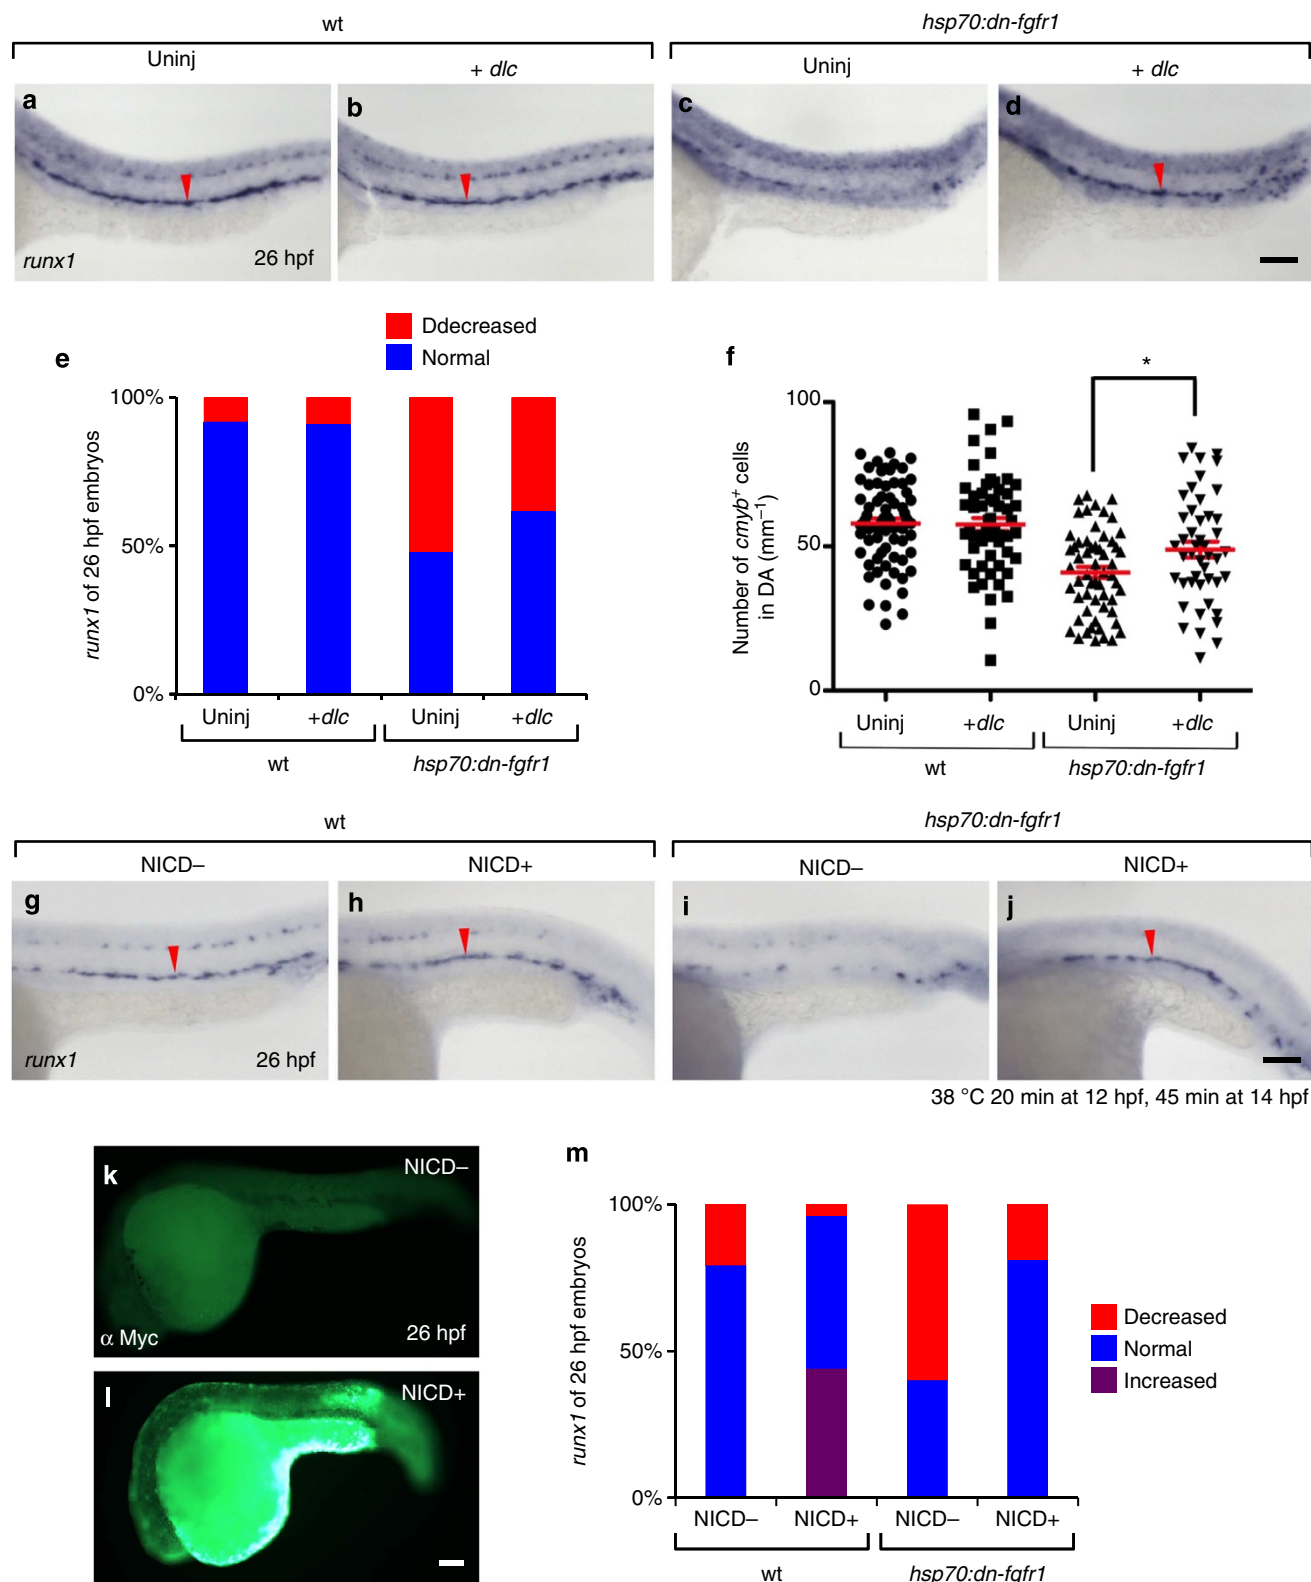 wt
hsp70:dn-fgfr1
Uninj
+ dlc
Uninj
+ dlc
a
b
c
d
runx1
26 hpf
Ddecreased
Normal
e
100%
50%
0%
runx1 of 26 hpf embryos
Uninj
+dlc
Uninj
+dlc
wt
hsp70:dn-fgfr1
f
*
100
50
0
Number of cmyb+ cells
in DA (mm−1)
Uninj
+dlc
Uninj
+dlc
wt
hsp70:dn-fgfr1
wt
hsp70:dn-fgfr1
NICD–
NICD+
NICD–
NICD+
g
h
i
j
runx1
26 hpf
38 °C 20 min at 12 hpf, 45 min at 14 hpf
k
NICD–
α Myc
26 hpf
l
NICD+
m
100%
50%
0%
runx1 of 26 hpf embryos
Decreased
Normal
Increased
NICD–
NICD+
NICD–
NICD+
wt
hsp70:dn-fgfr1